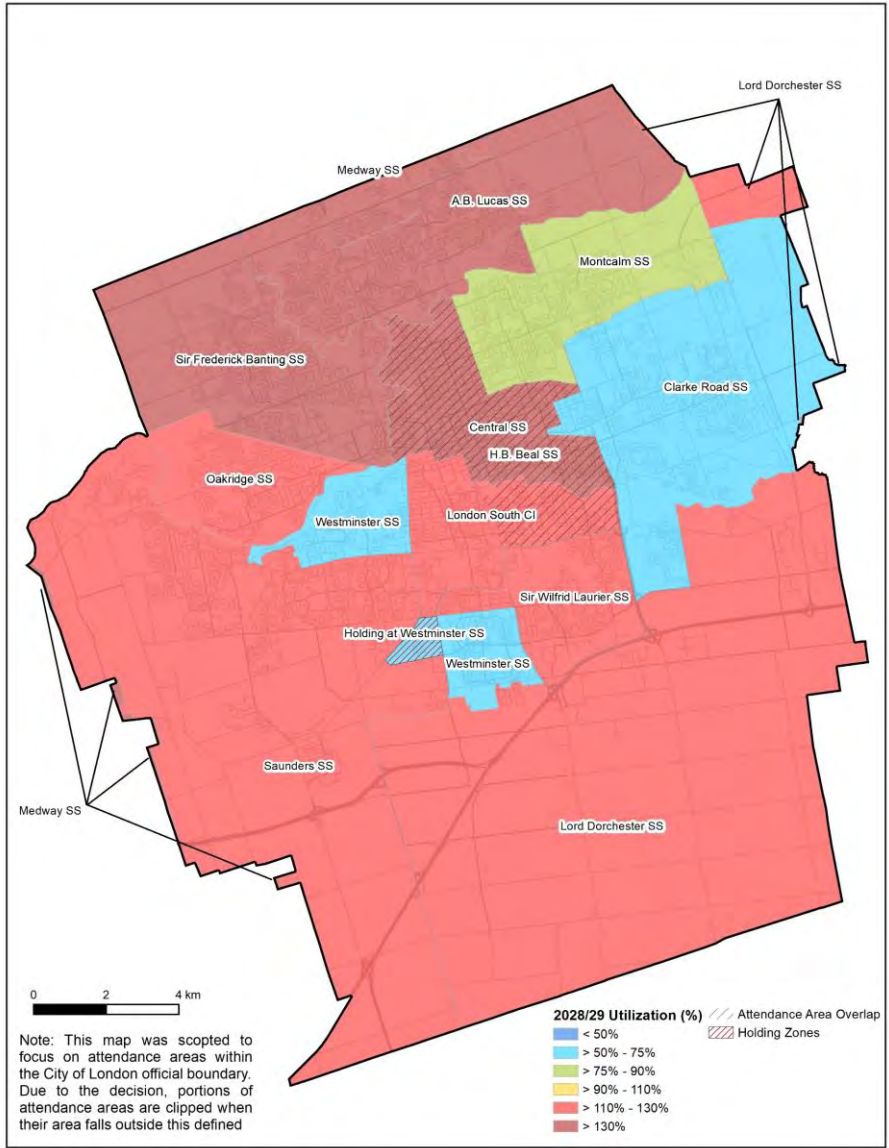 Lord Dorchester SS
Medway SS
A.B. Lucas SS
Montcalm SS
Sir Frederick Banting SS
Clarke Road SS
Central SS
H.B. Beal SS
Oakridge SS
Westminster SS
London South CI
Sir Wilfrid Laurier SS
Holding at Westminster SS
Westminster SS
Saunders SS
Medway SS
Lord Dorchester SS
0 2 4 km
Note: This map was scopted to
focus on attendance areas within
the City of London official boundary.
Due to the decision, portions of
attendance areas are clipped when
their area falls outside this defined
2028/29 Utilization (%)
< 50%
> 50% - 75%
> 75% - 90%
> 90% - 110%
> 110% - 130%
> 130%
Attendance Area Overlap
Holding Zones